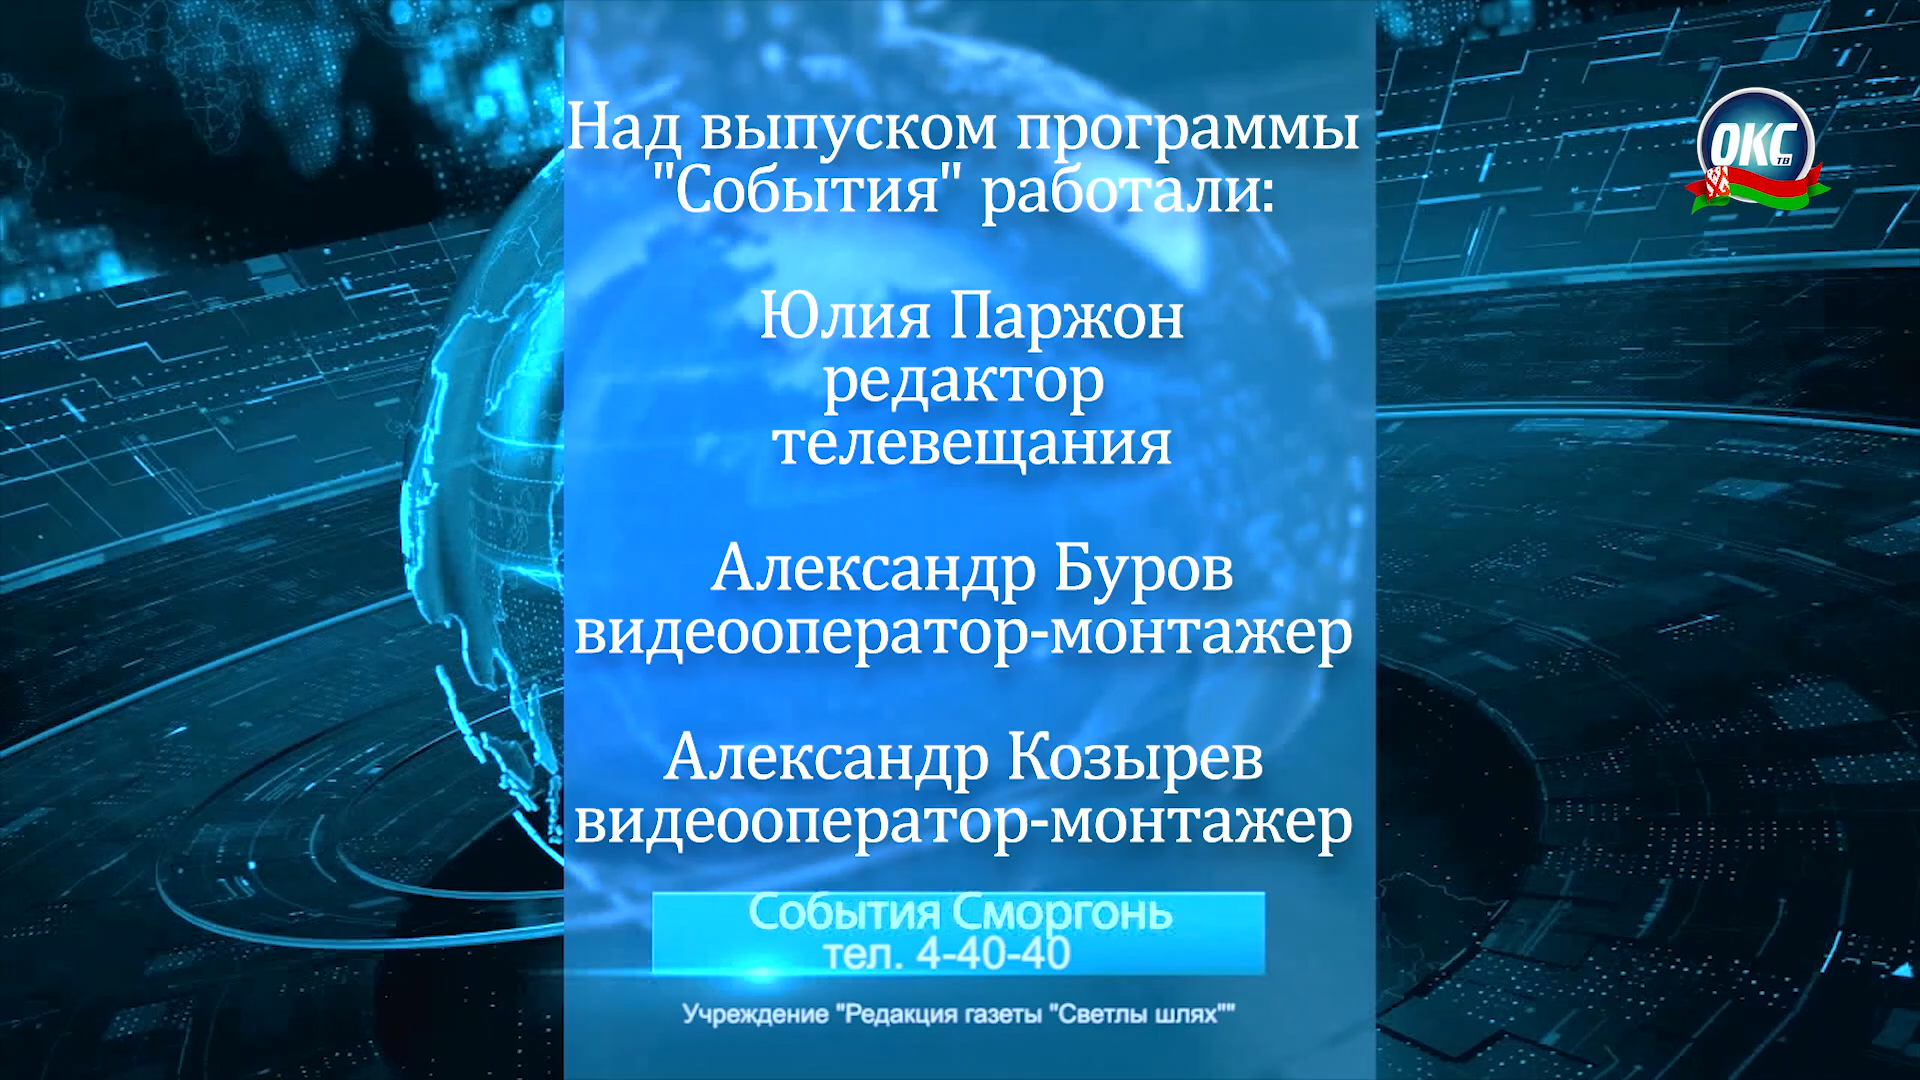 Над выпуском программы
"События" работали:
Юлия Паржон
редактор
телевещания
Александр Буров
видеооператор-монтажер
Александр Козырев
видеооператор-монтажер
События Сморгонь
тел. 4-40-40
Учреждение "Редакция газеты "Светлы шлях""
ОКС
ТВ